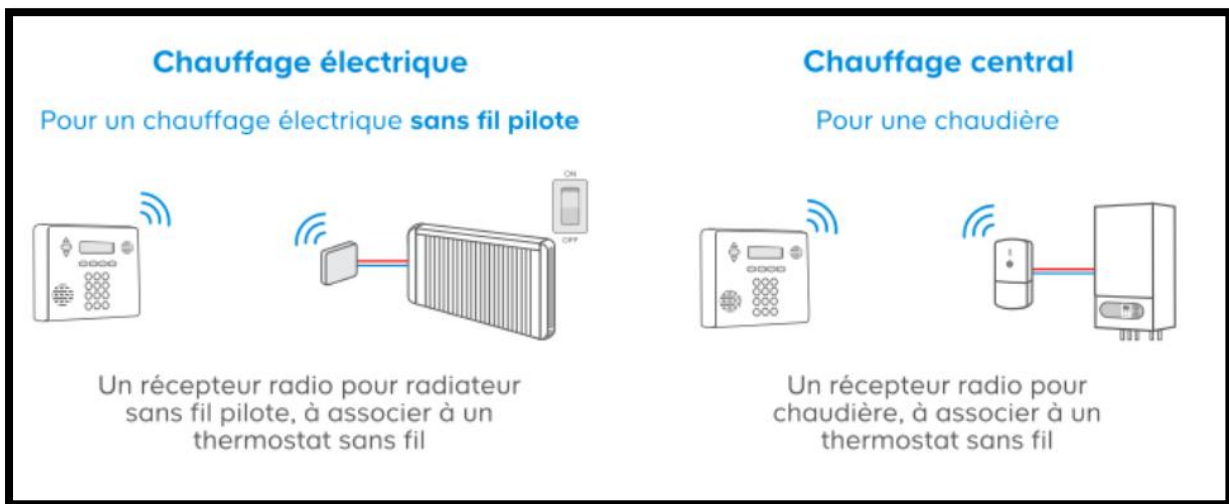 Chauffage électrique
Pour un chauffage électrique sans fil pilote
ON
OFF
Un récepteur radio pour radiateur
sans fil pilote, à associer à un
thermostat sans fil
Chauffage central
Pour une chaudière
Un récepteur radio pour
chaudière, à associer à un
thermostat sans fil